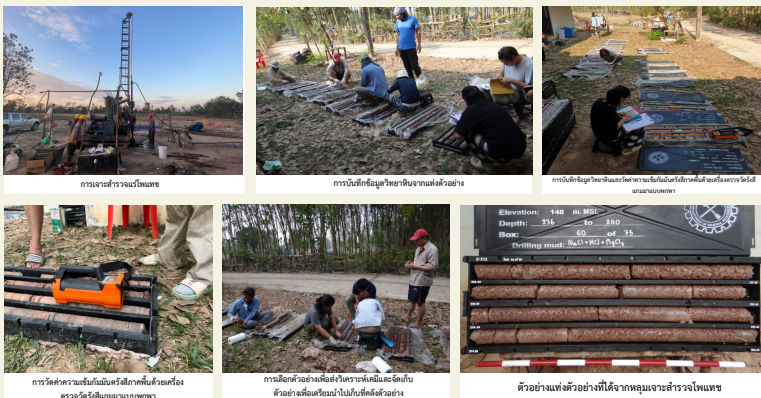 การเจาะสำรวจแร่โพแทช
การบันทึกข้อมูลวิทยาหินจากแท่งตัวอย่าง
การบันทึกข้อมูลวิทยาหินและวัดค่าความเข้มกัมมันตรังสีภาคพื้นด้วยเครื่องตรวจวัดรังสี
แกมมาแบบพกพา
การวัดค่าความเข้มกัมมันตรังสีภาคพื้นด้วยเครื่อง
ตรวจวัดรังสีแกมมาแบบพกพา
การเลือกตัวอย่างเพื่อส่งวิเคราะห์เคมีและจัดเก็บ
ตัวอย่างเพื่อเตรียมนำไปเก็บที่คลังตัวอย่าง
Elevation: 148 m. MSL
Depth: 236 to 240
Box: 60 of 75
Drilling mud: NaCl+KCl+MgCl2
ตัวอย่างแท่งตัวอย่างที่ได้จากหลุมเจาะสำรวจโพแทช